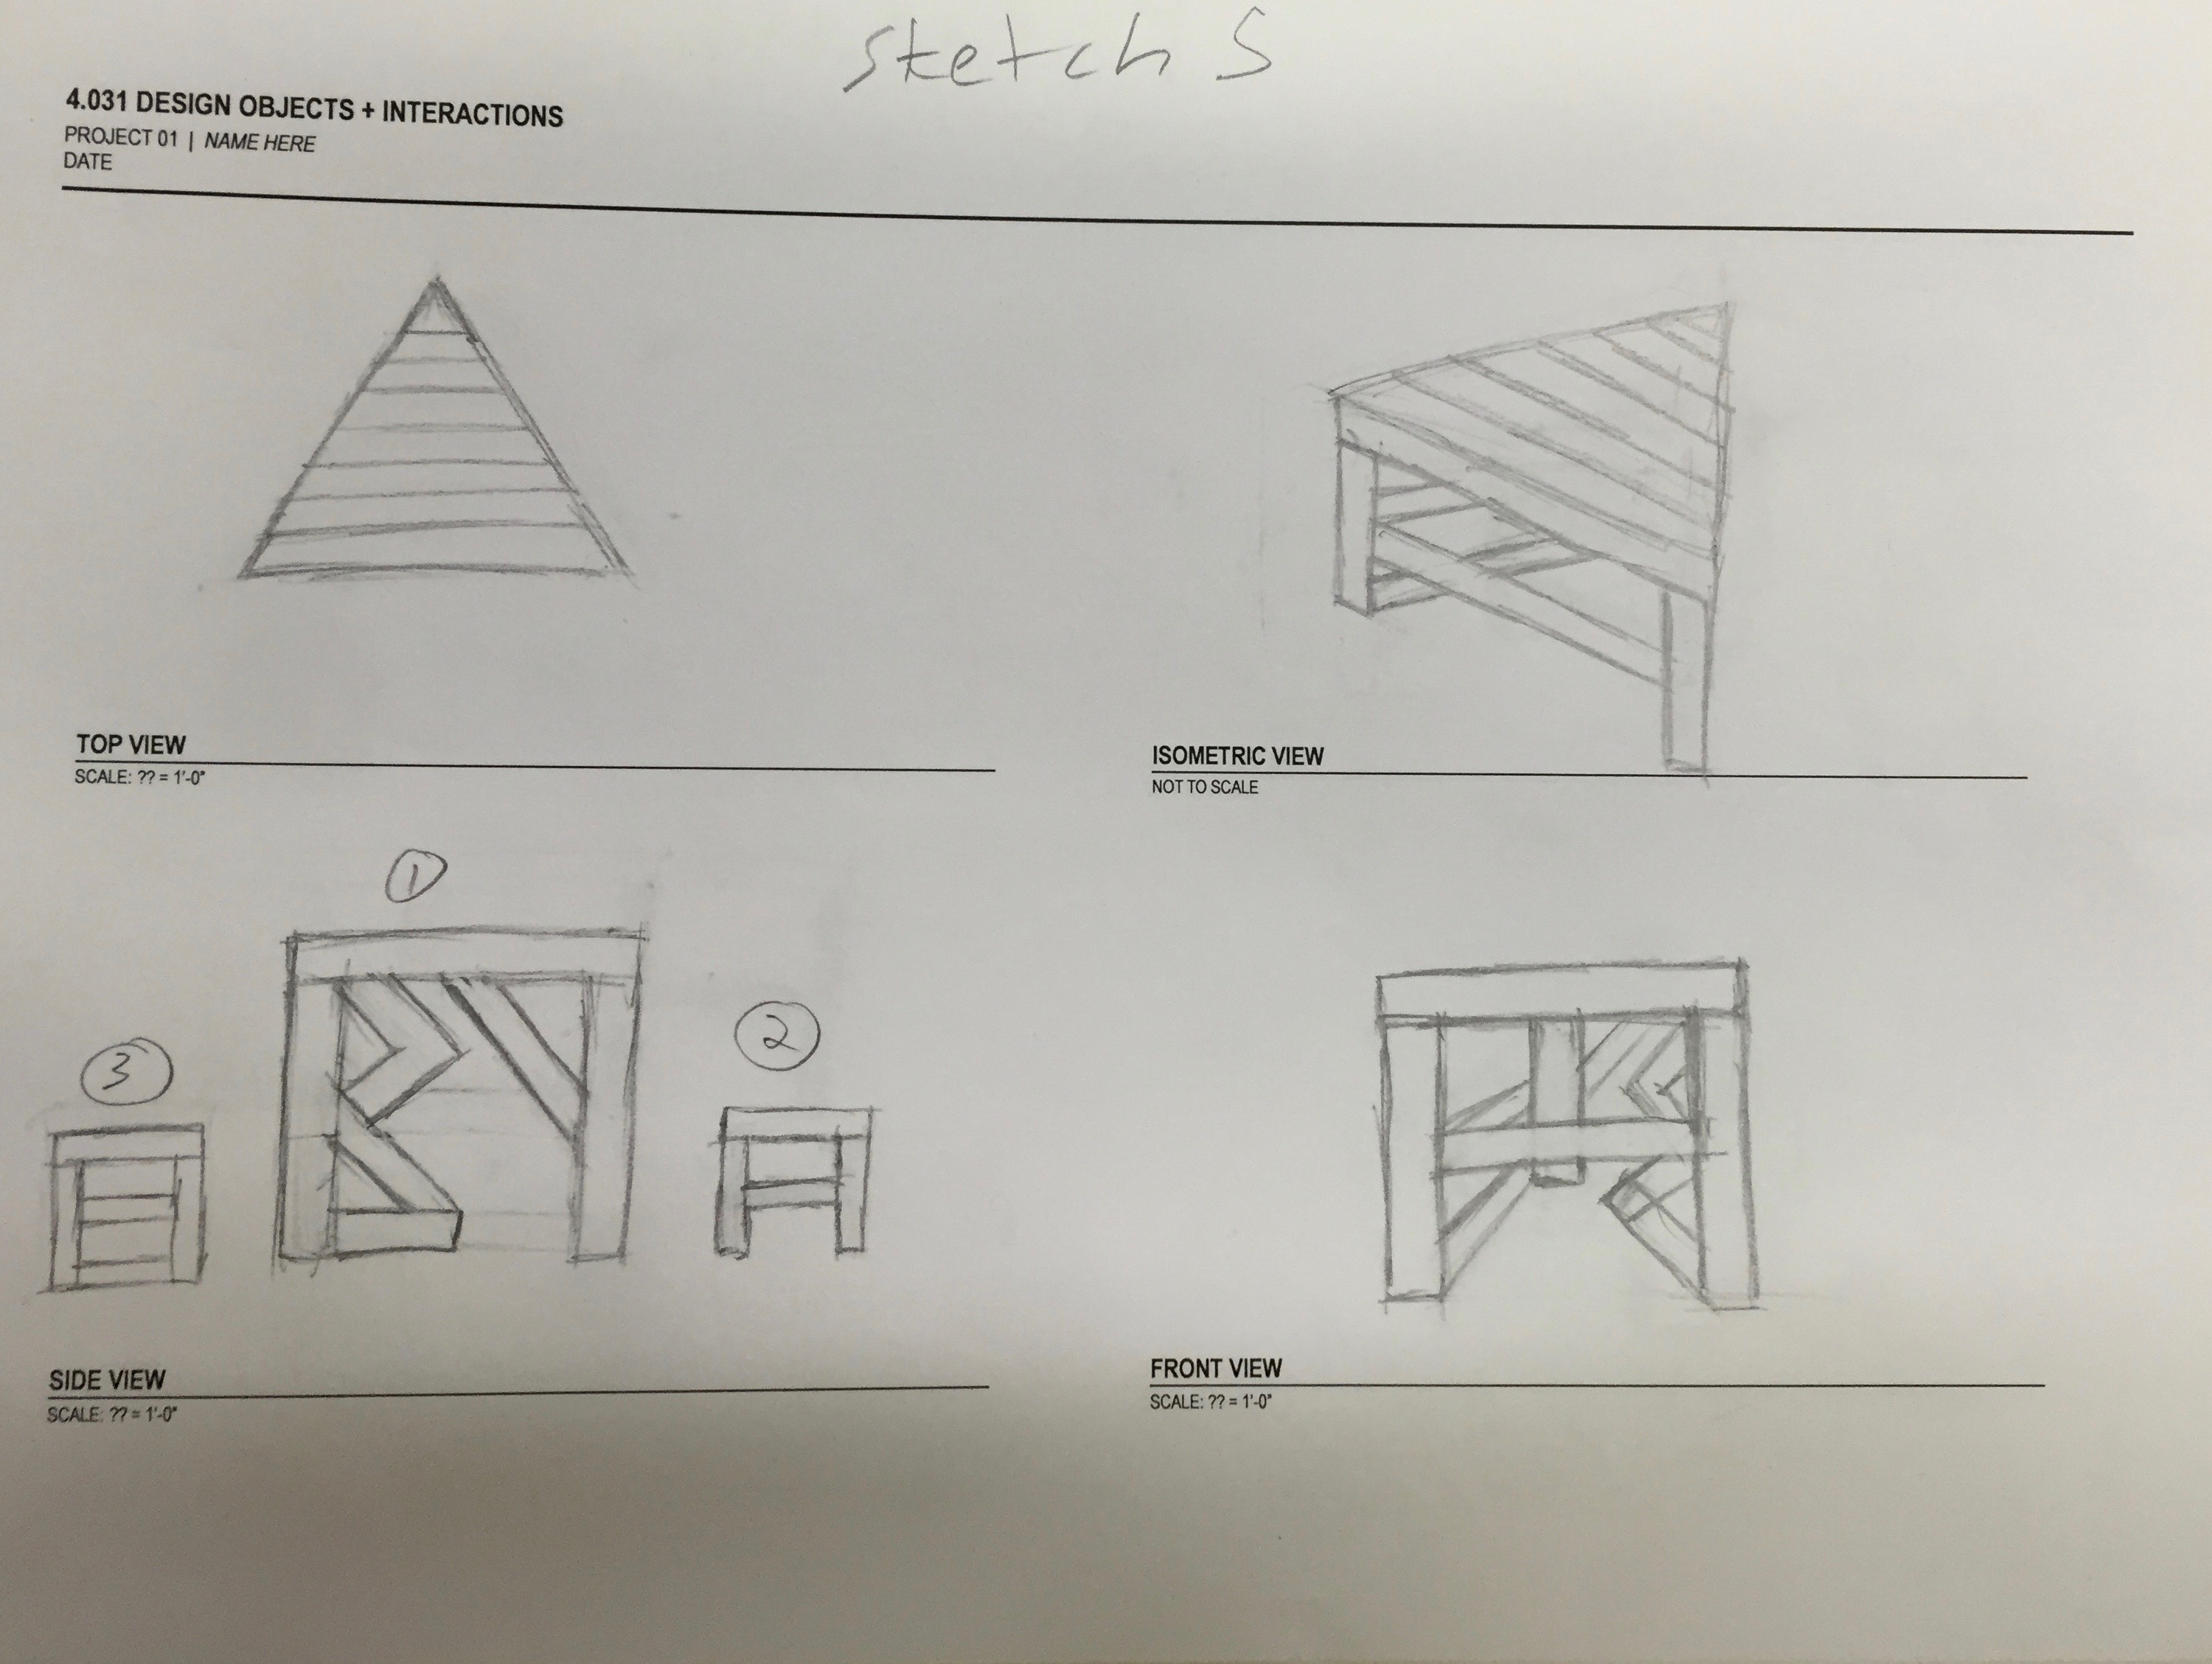 sketch 5
4.031 DESIGN OBJECTS + INTERACTIONS
PROJECT 01 | NAME HERE
DATE
TOP VIEW
SCALE: ?? = 1'-0"
ISOMETRIC VIEW
NOT TO SCALE
1
2
3
SIDE VIEW
SCALE: ?? = 1'-0"
FRONT VIEW
SCALE: ?? = 1'-0"